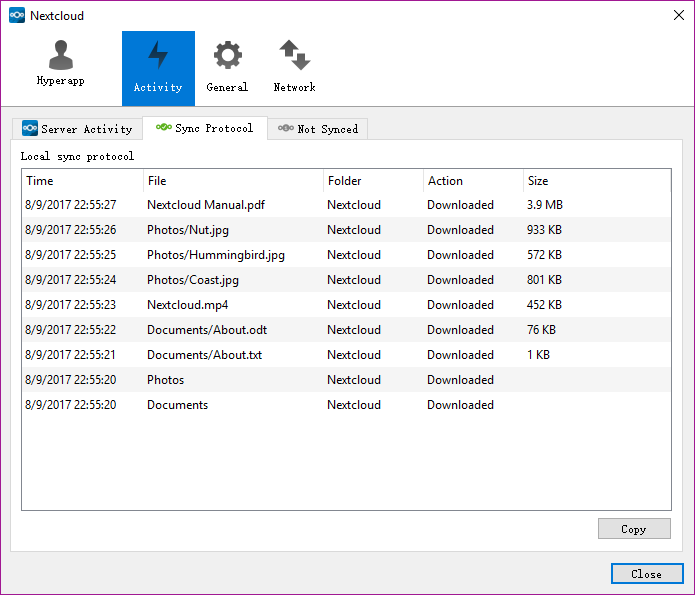 Nextcloud
Hyperapp
Activity
General
Network
Server Activity
Sync Protocol
Not Synced
Local sync protocol
Time File Folder Action Size
8/9/2017 22:55:27 Nextcloud Manual.pdf Nextcloud Downloaded 3.9 MB
8/9/2017 22:55:26 Photos/Nut.jpg Nextcloud Downloaded 933 KB
8/9/2017 22:55:25 Photos/Hummingbird.jpg Nextcloud Downloaded 572 KB
8/9/2017 22:55:24 Photos/Coast.jpg Nextcloud Downloaded 801 KB
8/9/2017 22:55:23 Nextcloud.mp4 Nextcloud Downloaded 452 KB
8/9/2017 22:55:22 Documents/About.odt Nextcloud Downloaded 76 KB
8/9/2017 22:55:21 Documents/About.txt Nextcloud Downloaded 1 KB
8/9/2017 22:55:20 Photos Nextcloud Downloaded
8/9/2017 22:55:20 Documents Nextcloud Downloaded
Copy
Close